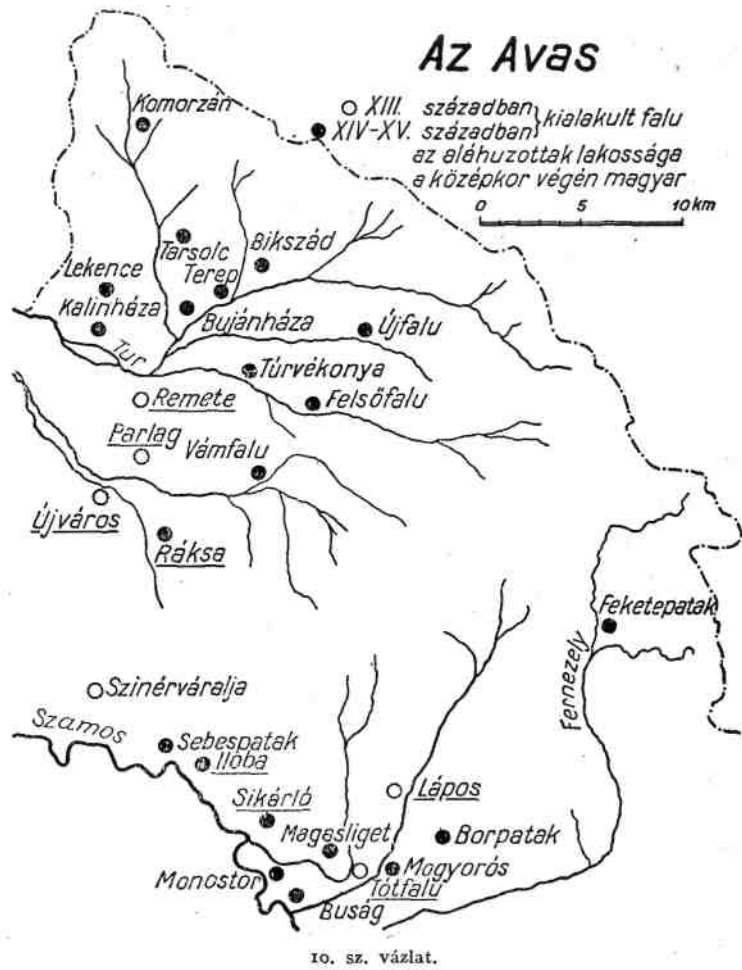 Az Avas
XIII. században
XIV-XV. században } kialakult falu
az aláhuzottak lakossága
a középkor végén magyar
0 5 10 km
Komorzán
Tarsolc
Bikszád
Terep
Lekence
Kalinháza
Bujánháza
Újfalu
Tur
Túrvékonya
Remete
Felsőfalu
Parlag
Vámfalu
Újváros
Ráksa
Feketepatak
Fernezely
Szinérváralja
Szamos
Sebespatak
Ilóba
Lápos
Sikárló
Magasliget
Borpatak
Monostor
Mogyorós
Tótfalu
Buság
10. sz. vázlat.